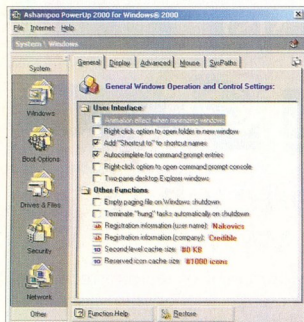 Ashampoo PowerUp 2000 for Windows® 2000
File Internet Help
System \ Windows
System
Windows
Boot Options
Drives & Files
Security
Network
Other
General Display Advanced Mouse SysPaths
General Windows Operation and Control Settings:
User Interface
Animation effect when minimizing windows
Right-click option to open folder in new window
Add "Shortcut to" to shortcut names
Autocomplete for command prompt entries
Right-click option to open command prompt console
Two-pane desktop Explorer windows
Other Functions
Empty paging file on Windows shutdown
Terminate "hung" tasks automatically on shutdown
Registration information (user name): Nakovics
Registration information (company): Credible
Second-level cache size: #0 KB
Reserved icon cache size: #1000 icons
Function Help Restore